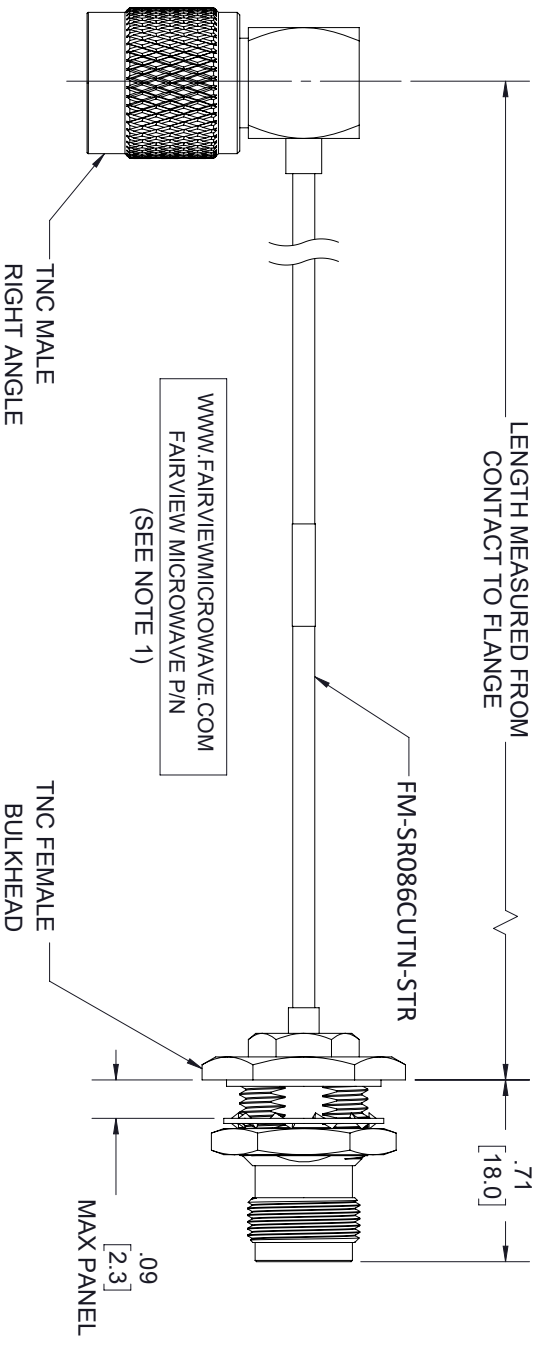 LENGTH MEASURED FROM
CONTACT TO FLANGE
FM-SR086CUTN-STR
.71
[18.0]
.09
[2.3]
MAX PANEL
WWW.FAIRVIEWMICROWAVE.COM
FAIRVIEW MICROWAVE P/N
(SEE NOTE 1)
TNC MALE
RIGHT ANGLE
TNC FEMALE
BULKHEAD